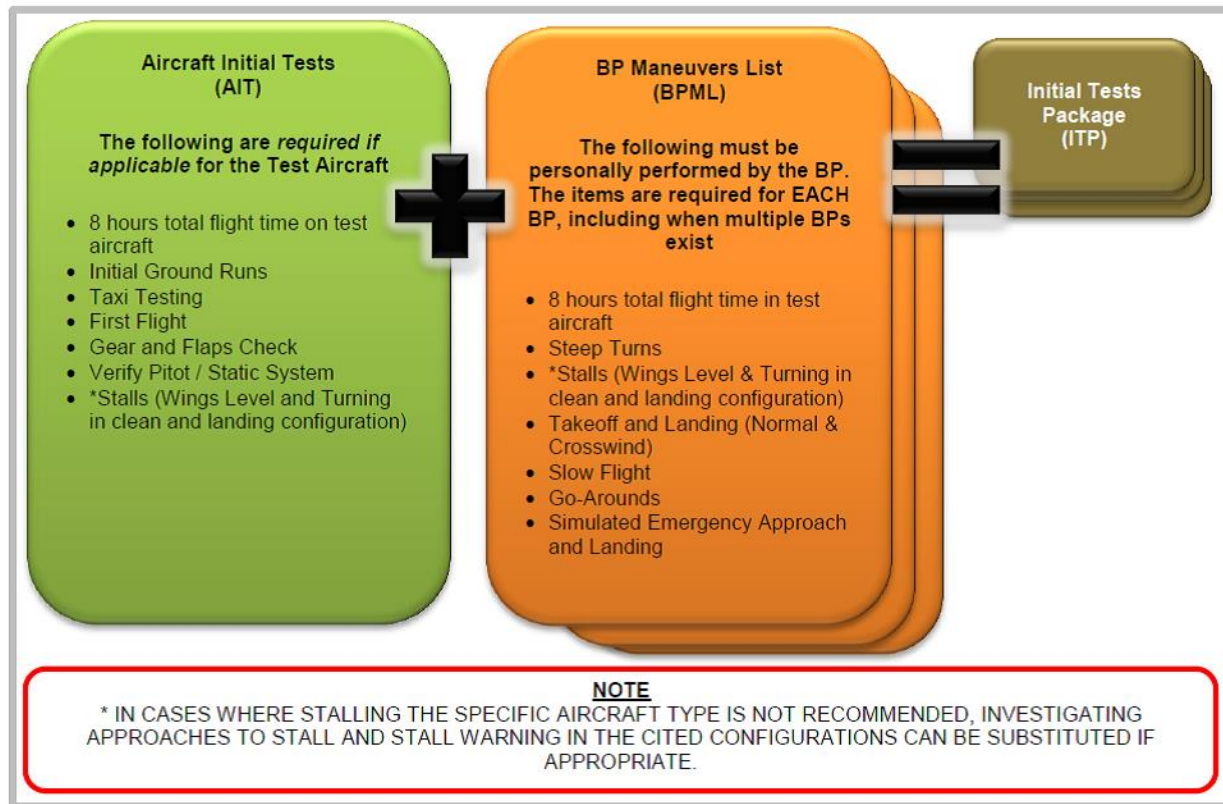 Aircraft Initial Tests
(AIT)
The following are required if
applicable for the Test Aircraft
• 8 hours total flight time on test
aircraft
• Initial Ground Runs
• Taxi Testing
• First Flight
• Gear and Flaps Check
• Verify Pitot / Static System
• *Stalls (Wings Level and Turning
in clean and landing configuration)
BP Maneuvers List
(BPML)
The following must be
personally performed by the BP.
The items are required for EACH
BP, including when multiple BPs
exist
• 8 hours total flight time in test
aircraft
• Steep Turns
• *Stalls (Wings Level & Turning in
clean and landing configuration)
• Takeoff and Landing (Normal &
Crosswind)
• Slow Flight
• Go-Arounds
• Simulated Emergency Approach
and Landing
Initial Tests
Package
(ITP)
NOTE
* IN CASES WHERE STALLING THE SPECIFIC AIRCRAFT TYPE IS NOT RECOMMENDED, INVESTIGATING
APPROACHES TO STALL AND STALL WARNING IN THE CITED CONFIGURATIONS CAN BE SUBSTITUTED IF
APPROPRIATE.